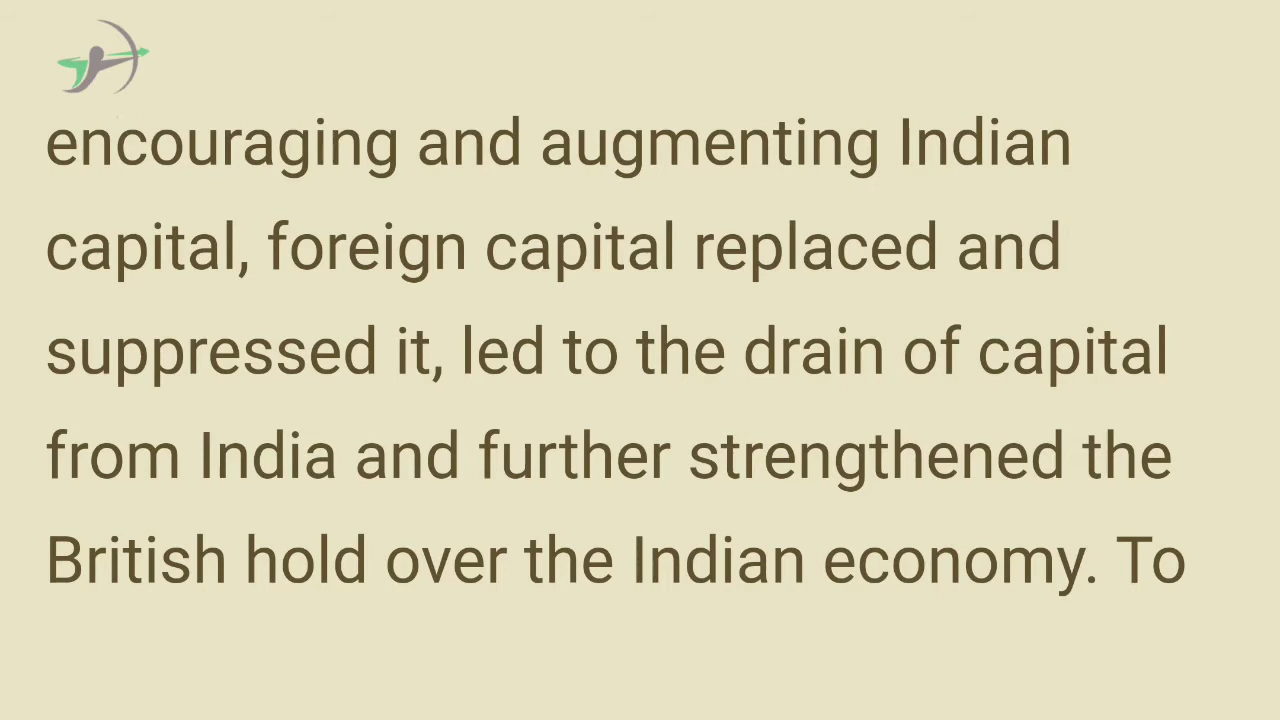 encouraging and augmenting Indian
capital, foreign capital replaced and
suppressed it, led to the drain of capital
from India and further strengthened the
British hold over the Indian economy. To